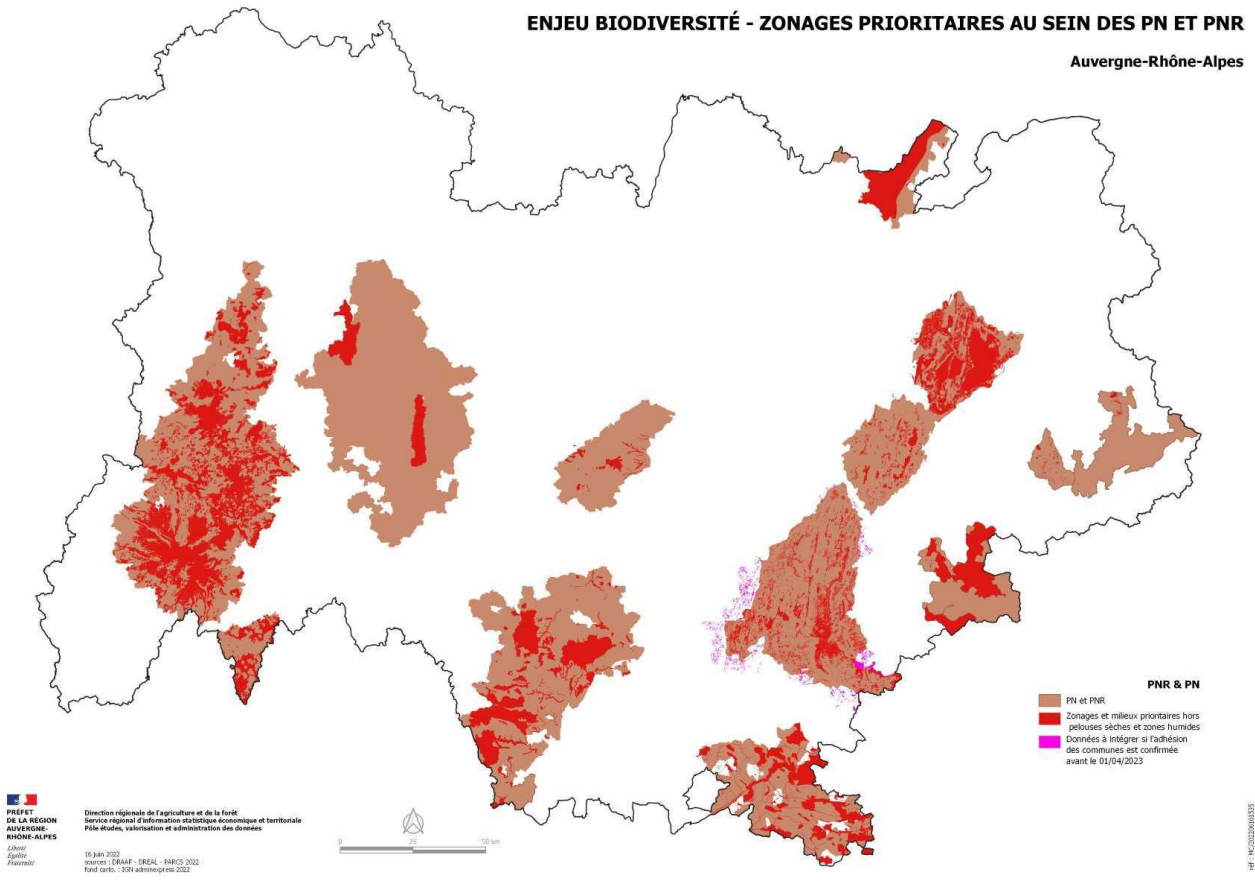 ENJEU BIODIVERSITÉ - ZONAGES PRIORITAIRES AU SEIN DES PN ET PNR
Auvergne-Rhône-Alpes
PNR & PN
PN et PNR
Zonages et milieux prioritaires hors
pelouses sèches et zones humides
Données à intégrer si l'adhésion
des communes est confirmée
avant le 01/04/2023
PRÉFET
DE LA RÉGION
AUVERGNE-
RHÔNE-ALPES
Liberté
Égalité
Fraternité
Direction régionale de l'agriculture et de la forêt
Service régional d'information statistique économique et territoriale
Pôle études, valorisation et administration des données
16 juin 2022
sources : DRAAF - DREAL - PARCS 2022
fond carto. : IGN adminexpress 2022
0 25 50 km